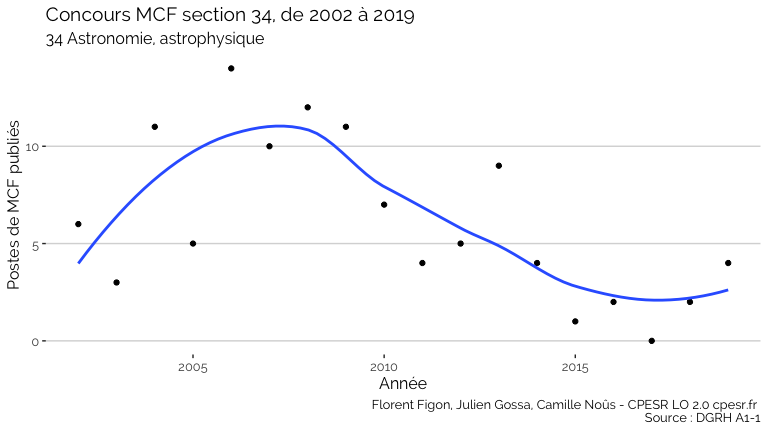 Concours MCF section 34, de 2002 à 2019
34 Astronomie, astrophysique
Postes de MCF publiés
10
5
0
2005
2010
2015
Année
Florent Figon, Julien Gossa, Camille Noûs - CPESR LO 2.0 cpesr.fr
Source : DGRH A1-1